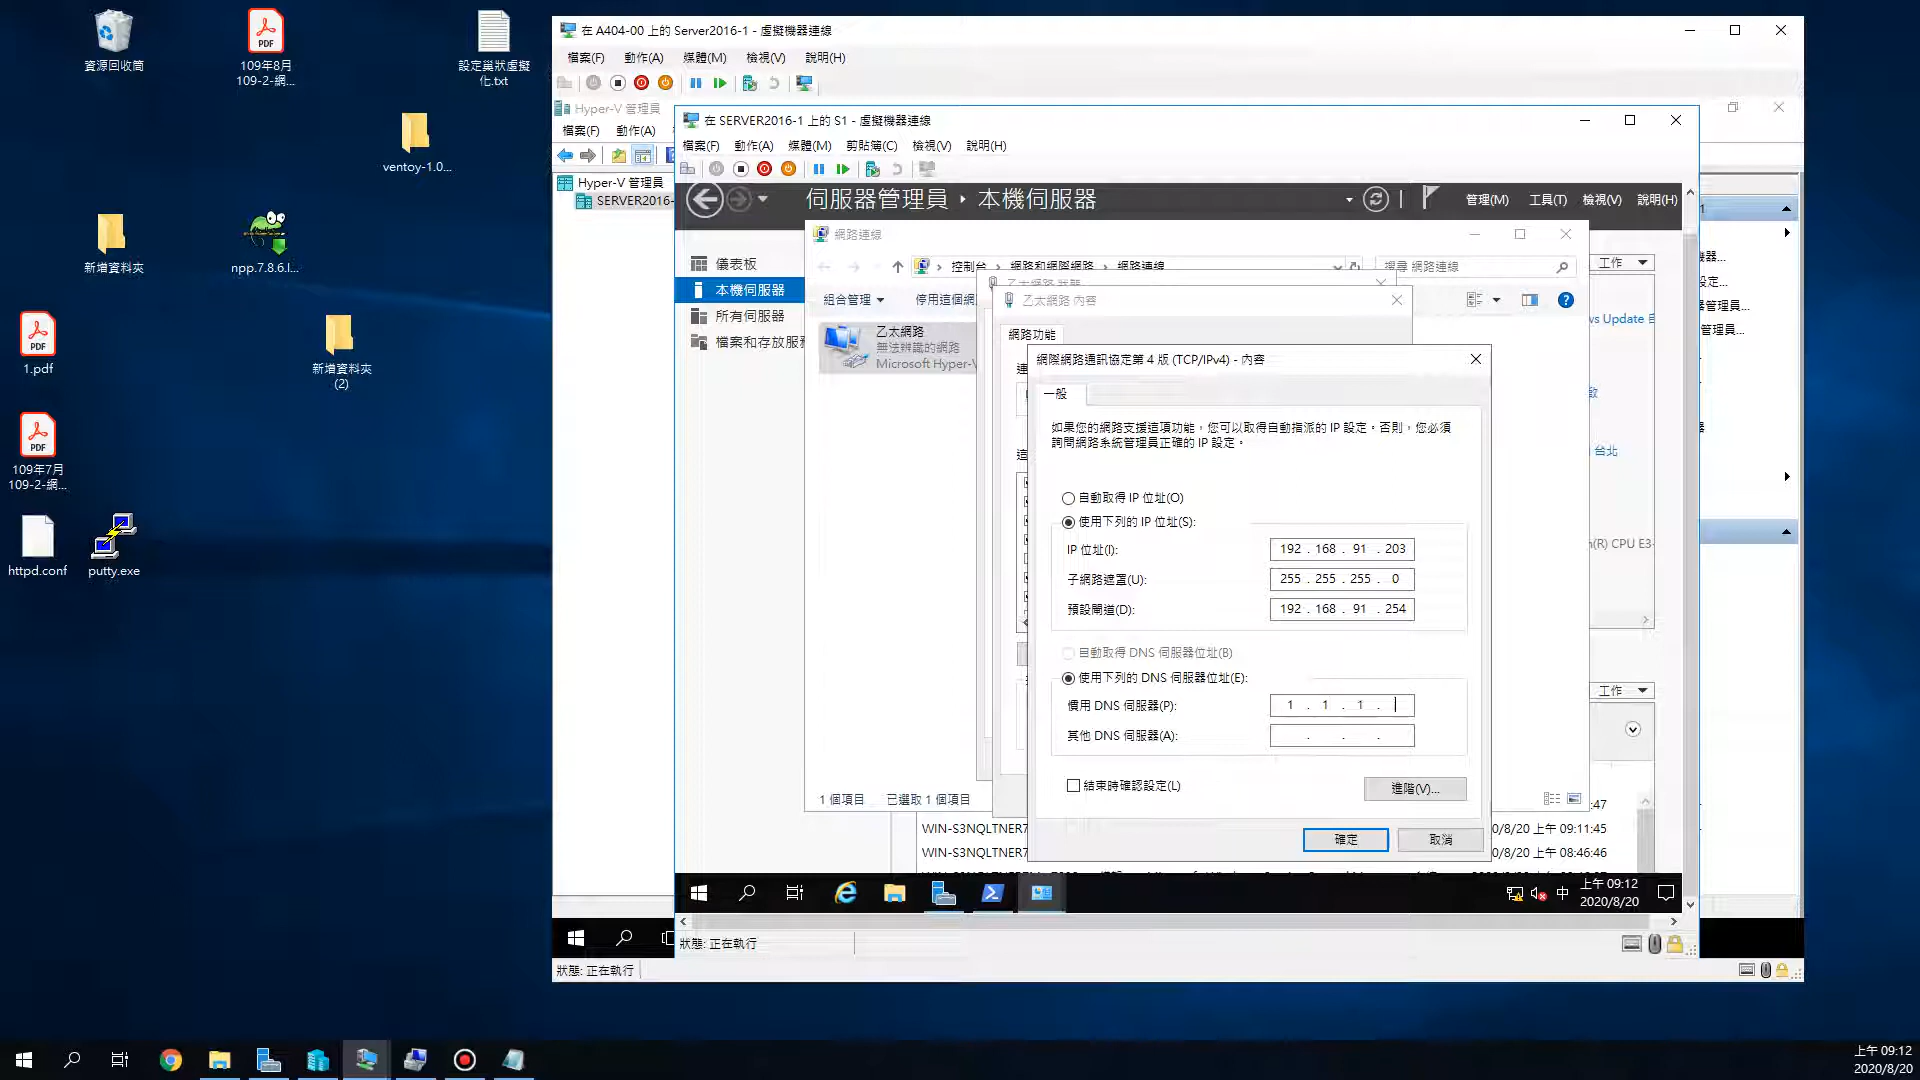 資源回收筒
109年8月
109-2-網...
設定巢狀虛擬
化.txt
ventoy-1.0...
新增資料夾
npp.7.8.6.I...
1.pdf
新增資料夾
(2)
109年7月
109-2-網...
httpd.conf
putty.exe
在 A404-00 上的 Server2016-1 - 虛擬機器連線
檔案(F) 動作(A) 媒體(M) 檢視(V) 說明(H)
Hyper-V 管理員
檔案(F) 動作(A)
Hyper-V 管理員
SERVER2016-
在 SERVER2016-1 上的 S1 - 虛擬機器連線
檔案(F) 動作(A) 媒體(M) 剪貼簿(C) 檢視(V) 說明(H)
伺服器管理員 ‣ 本機伺服器
管理(M) 工具(T) 檢視(V) 說明(H)
儀表板
本機伺服器
所有伺服器
檔案和存放服務
網路連線
控制台 › 網路和網際網路 › 網路連線
搜尋 網路連線
組合管理 停用這個網
乙太網路
無法辨識的網路
Microsoft Hyper-V
乙太網路 狀態
乙太網路 內容
網路功能
網際網路通訊協定第 4 版 (TCP/IPv4) - 內容
一般
如果您的網路支援這項功能，您可以取得自動指派的 IP 設定。否則，您必須
詢問網路系統管理員正確的 IP 設定。
自動取得 IP 位址(O)
使用下列的 IP 位址(S):
IP 位址(I): 192 . 168 . 91 . 203
子網路遮罩(U): 255 . 255 . 255 . 0
預設閘道(D): 192 . 168 . 91 . 254
自動取得 DNS 伺服器位址(B)
使用下列的 DNS 伺服器位址(E):
慣用 DNS 伺服器(P): 1 . 1 . 1 .
其他 DNS 伺服器(A): . . .
結束時確認設定(L)
進階(V)...
確定 取消
1 個項目 已選取 1 個項目
工作
vs Update 自
台北
(R) CPU E3-
工作
:47
WIN-S3NQLTNER7 0/8/20 上午 09:11:45
WIN-S3NQLTNER7 0/8/20 上午 08:46:46
器...
設定...
管理員...
管理員...
中
上午 09:12
2020/8/20
狀態: 正在執行
狀態: 正在執行
上午 09:12
2020/8/20